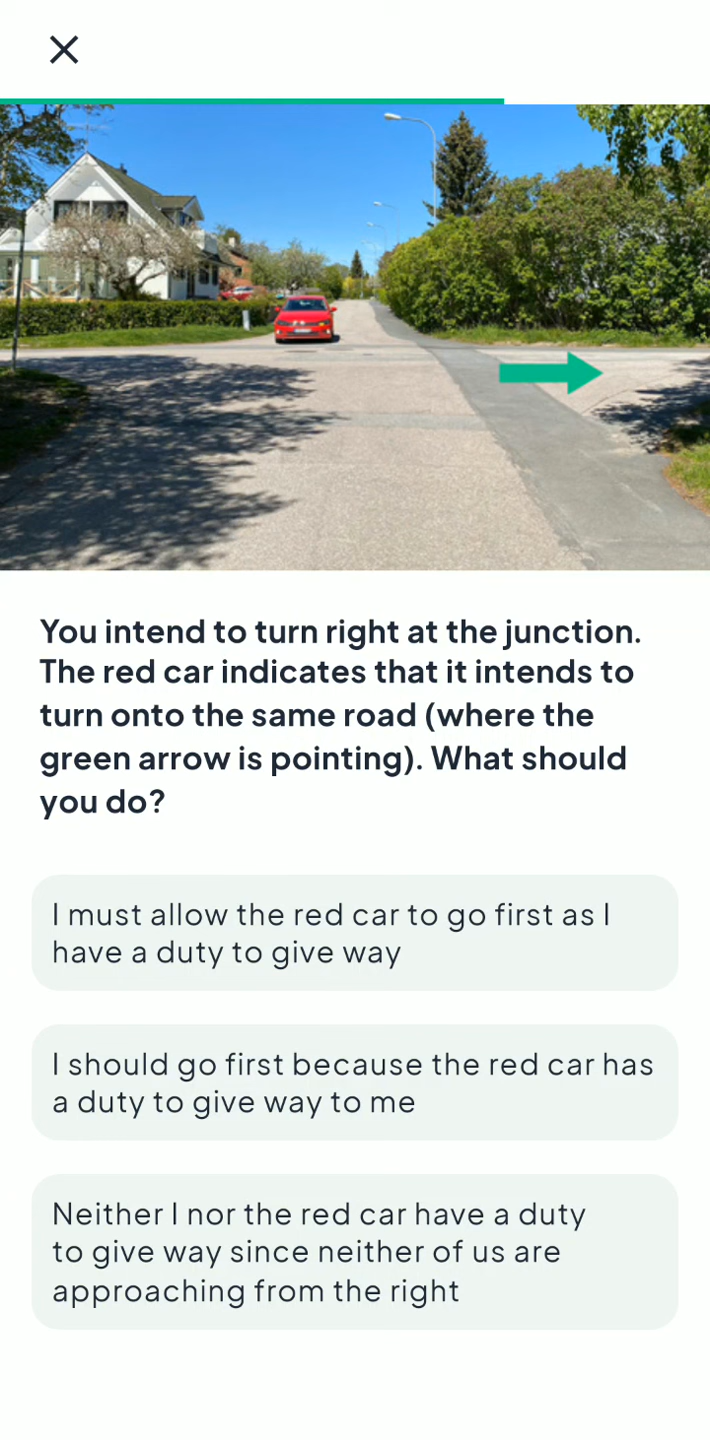 You intend to turn right at the junction.
The red car indicates that it intends to
turn onto the same road (where the
green arrow is pointing). What should
you do?
I must allow the red car to go first as I
have a duty to give way
I should go first because the red car has
a duty to give way to me
Neither I nor the red car have a duty
to give way since neither of us are
approaching from the right